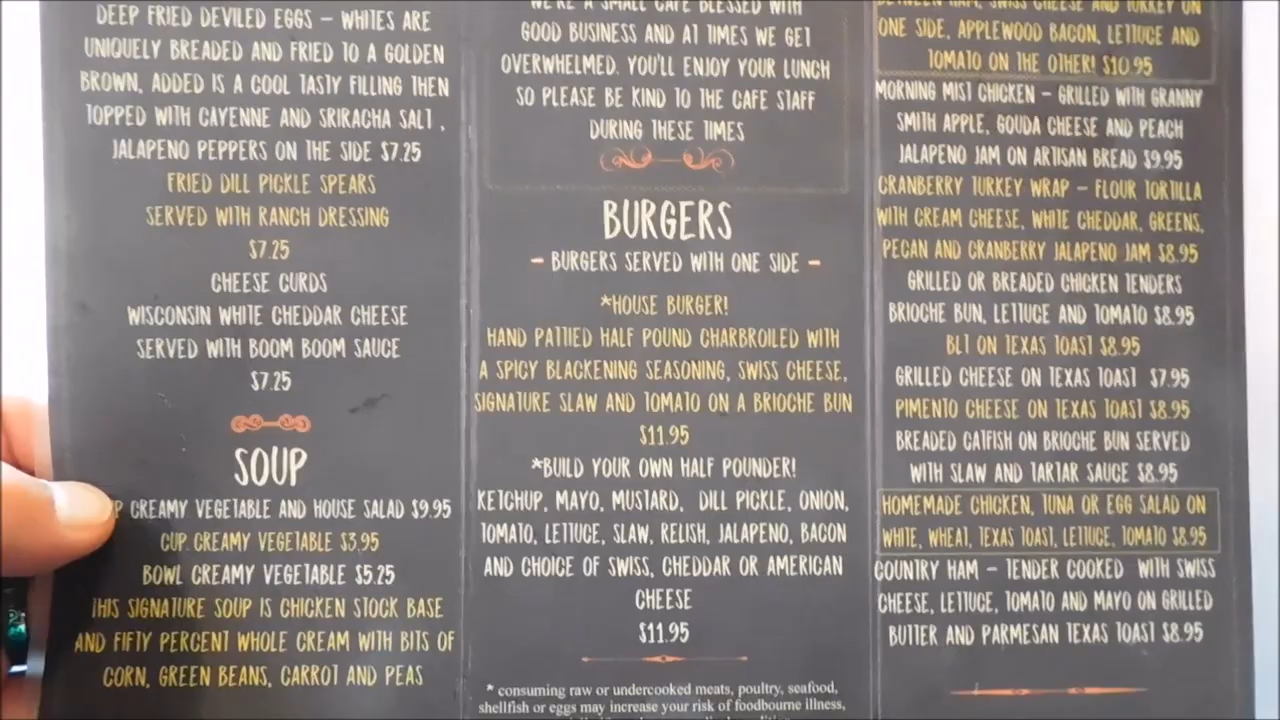 DEEP FRIED DEVILED EGGS – WHITES ARE
UNIQUELY BREADED AND FRIED TO A GOLDEN
BROWN, ADDED IS A COOL TASTY FILLING THEN
TOPPED WITH CAYENNE AND SRIRACHA SALT ,
JALAPENO PEPPERS ON THE SIDE $7.25
FRIED DILL PICKLE SPEARS
SERVED WITH RANCH DRESSING
$7.25
CHEESE CURDS
WISCONSIN WHITE CHEDDAR CHEESE
SERVED WITH BOOM BOOM SAUCE
$7.25
SOUP
CREAMY VEGETABLE AND HOUSE SALAD $9.95
CUP CREAMY VEGETABLE $3.95
BOWL CREAMY VEGETABLE $5.25
THIS SIGNATURE SOUP IS CHICKEN STOCK BASE
AND FIFTY PERCENT WHOLE CREAM WITH BITS OF
CORN, GREEN BEANS, CARROT AND PEAS
WE'RE A SMALL CAFE BLESSED WITH
GOOD BUSINESS AND AT TIMES WE GET
OVERWHELMED. YOU'LL ENJOY YOUR LUNCH
SO PLEASE BE KIND TO THE CAFE STAFF
DURING THESE TIMES
BURGERS
– BURGERS SERVED WITH ONE SIDE –
*HOUSE BURGER!
HAND PATTIED HALF POUND CHARBROILED WITH
A SPICY BLACKENING SEASONING, SWISS CHEESE,
SIGNATURE SLAW AND TOMATO ON A BRIOCHE BUN
$11.95
*BUILD YOUR OWN HALF POUNDER!
KETCHUP, MAYO, MUSTARD, DILL PICKLE, ONION,
TOMATO, LETTUCE, SLAW, RELISH, JALAPENO, BACON
AND CHOICE OF SWISS, CHEDDAR OR AMERICAN
CHEESE
$11.95
* consuming raw or undercooked meats, poultry, seafood,
shellfish or eggs may increase your risk of foodbourne illness,
BETWEEN HAM, SWISS CHEESE AND TURKEY ON
ONE SIDE, APPLEWOOD BACON, LETTUCE AND
TOMATO ON THE OTHER! $10.95
MORNING MIST CHICKEN – GRILLED WITH GRANNY
SMITH APPLE, GOUDA CHEESE AND PEACH
JALAPENO JAM ON ARTISAN BREAD $9.95
CRANBERRY TURKEY WRAP – FLOUR TORTILLA
WITH CREAM CHEESE, WHITE CHEDDAR, GREENS,
PECAN AND CRANBERRY JALAPENO JAM $8.95
GRILLED OR BREADED CHICKEN TENDERS
BRIOCHE BUN, LETTUCE AND TOMATO $8.95
BLT ON TEXAS TOAST $8.95
GRILLED CHEESE ON TEXAS TOAST $7.95
PIMENTO CHEESE ON TEXAS TOAST $8.95
BREADED CATFISH ON BRIOCHE BUN SERVED
WITH SLAW AND TARTAR SAUCE $8.95
HOMEMADE CHICKEN, TUNA OR EGG SALAD ON
WHITE, WHEAT, TEXAS TOAST, LETTUCE, TOMATO $8.95
COUNTRY HAM – TENDER COOKED WITH SWISS
CHEESE, LETTUCE, TOMATO AND MAYO ON GRILLED
BUTTER AND PARMESAN TEXAS TOAST $8.95